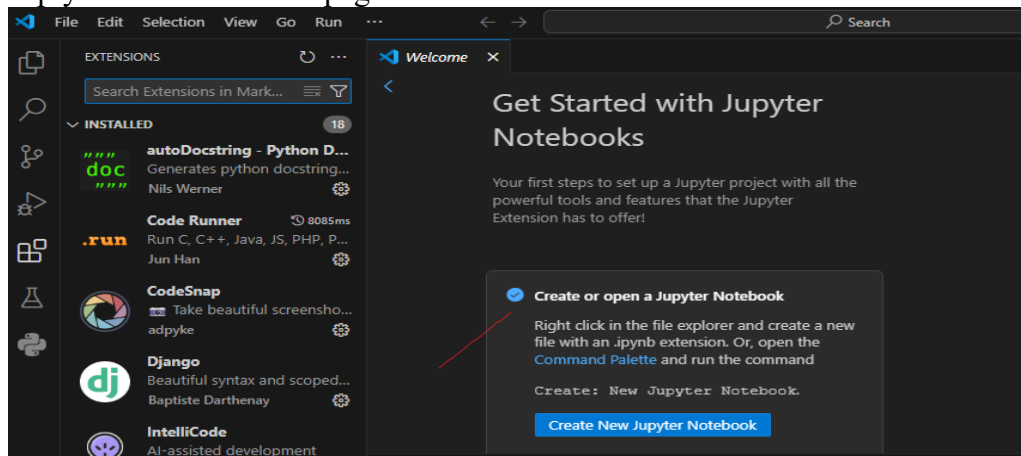 File Edit Selection View Go Run ···
Search
EXTENSIONS
Search Extensions in Mark...
INSTALLED 18
""" doc """
autoDocstring - Python D...
Generates python docstring...
Nils Werner
.run
Code Runner 8085ms
Run C, C++, Java, JS, PHP, P...
Jun Han
CodeSnap
📷 Take beautiful screensho...
adpyke
dj
Django
Beautiful syntax and scoped...
Baptiste Darthenay
IntelliCode
AI-assisted development
Welcome
Get Started with Jupyter
Notebooks
Your first steps to set up a Jupyter project with all the
powerful tools and features that the Jupyter
Extension has to offer!
Create or open a Jupyter Notebook
Right click in the file explorer and create a new
file with an .ipynb extension. Or, open the
Command Palette and run the command
Create: New Jupyter Notebook.
Create New Jupyter Notebook